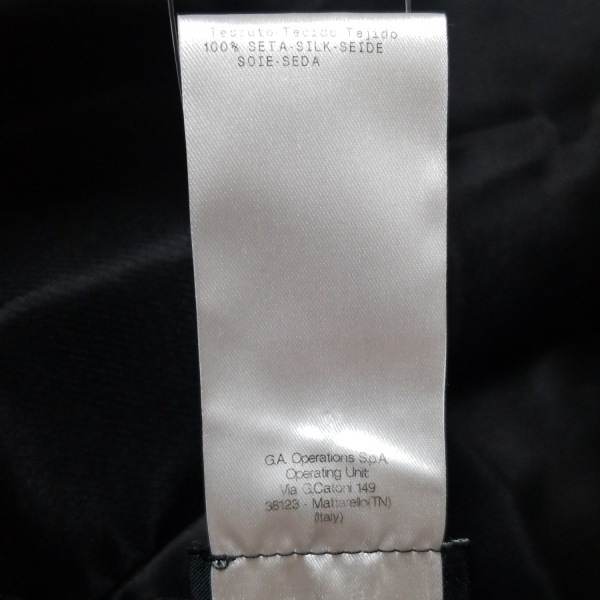 Tessuto-Tecido Tejido
100% SETA-SILK-SEIDE
SOIE-SEDA
G.A. Operations S.p.A.
Operating Unit:
Via G.Catoni 149
38123 - Mattarello(TN)
(Italy)